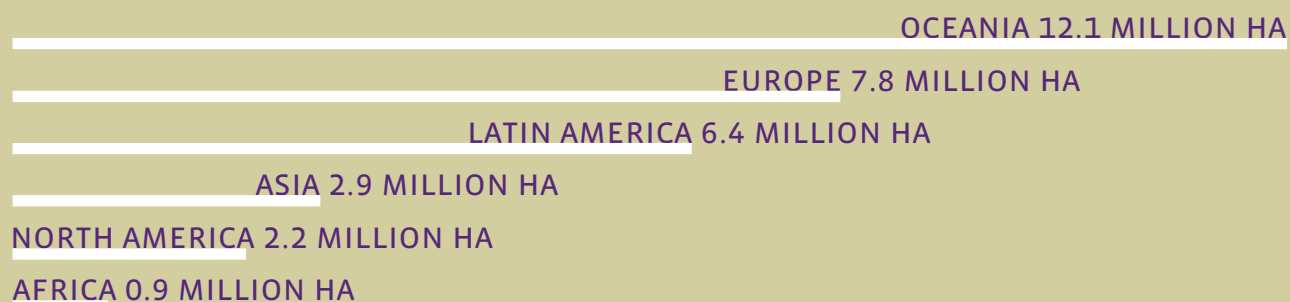 OCEANIA 12.1 MILLION HA
EUROPE 7.8 MILLION HA
LATIN AMERICA 6.4 MILLION HA
ASIA 2.9 MILLION HA
NORTH AMERICA 2.2 MILLION HA
AFRICA 0.9 MILLION HA